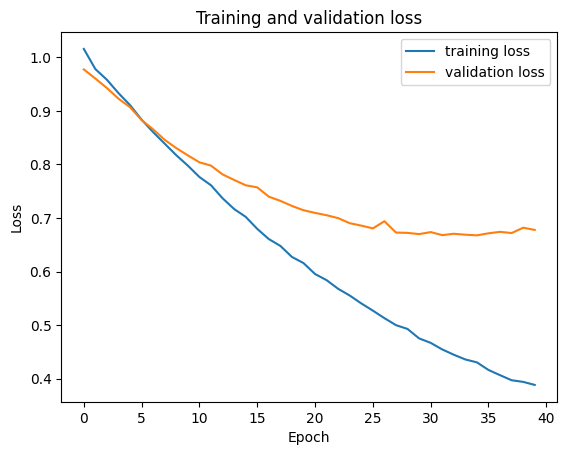 Training and validation loss
training loss
validation loss
Loss
1.0
0.9
0.8
0.7
0.6
0.5
0.4
0 5 10 15 20 25 30 35 40
Epoch